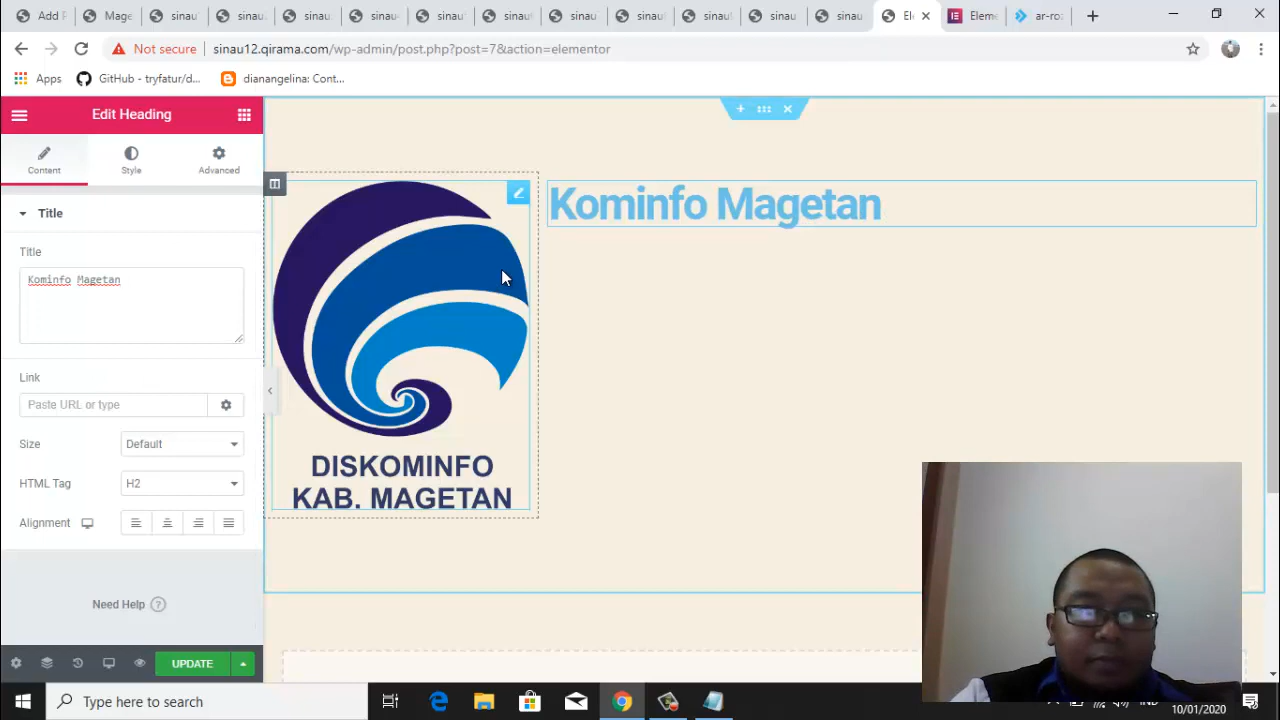 Add P
Mage
sinau
sinau
sinau
sinau
sinau
sinau
sinau
sinau
sinau
sinau
sinau
El
Eleme
ar-ro
Not secure
sinau12.qirama.com/wp-admin/post.php?post=7&action=elementor
Apps
GitHub - tryfatur/d...
dianangelina: Cont...
Edit Heading
Content
Style
Advanced
Title
Title
Kominfo Magetan
Link
Paste URL or type
Size
Default
HTML Tag
H2
Alignment
Need Help
UPDATE
Kominfo Magetan
DISKOMINFO
KAB. MAGETAN
Type here to search
10/01/2020